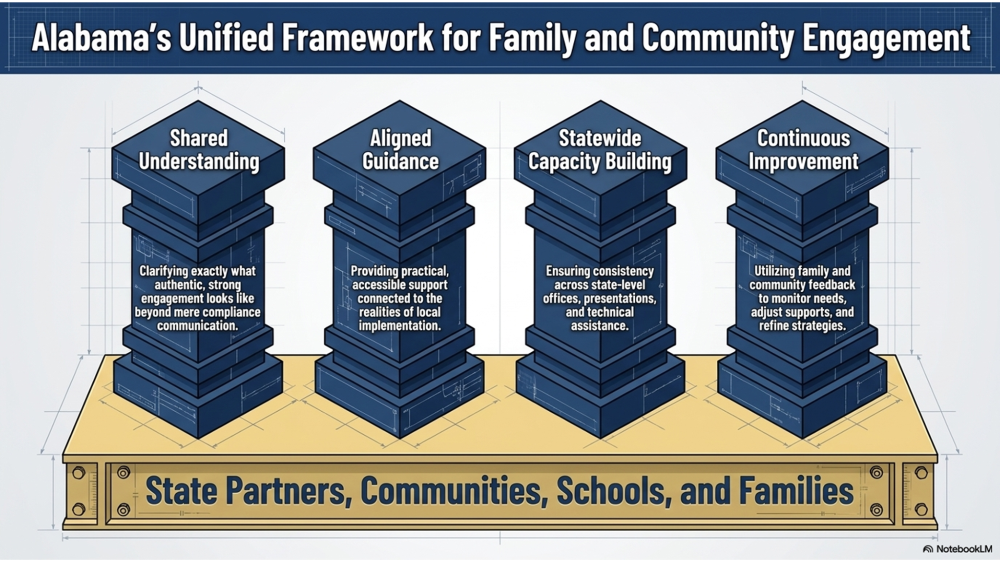 Alabama's Unified Framework for Family and Community Engagement
Shared
Understanding
Clarifying exactly what
authentic, strong
engagement looks like
beyond mere compliance
communication.
Aligned
Guidance
Providing practical,
accessible support
connected to the
realities of local
implementation.
Statewide
Capacity Building
Ensuring consistency
across state-level
offices, presentations,
and technical
assistance.
Continuous
Improvement
Utilizing family and
community feedback
to monitor needs,
adjust supports, and
refine strategies.
State Partners, Communities, Schools, and Families
NotebookLM